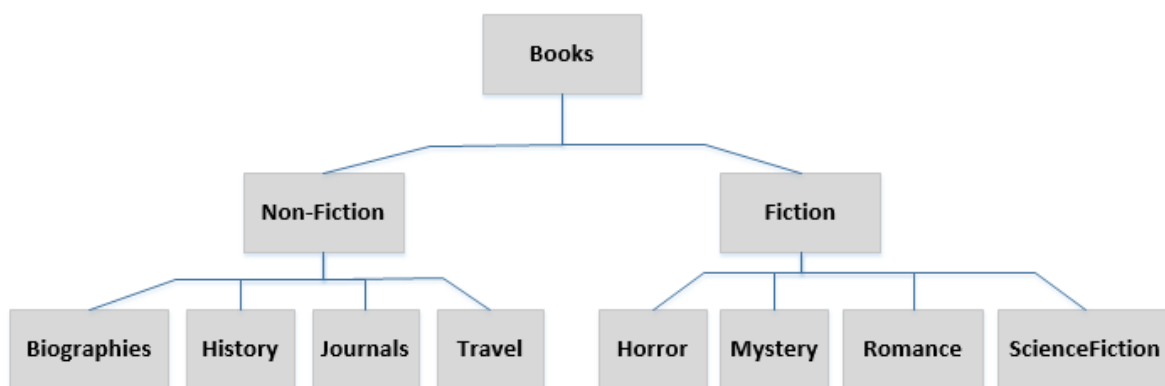 Books
Non-Fiction
Fiction
Biographies
History
Journals
Travel
Horror
Mystery
Romance
ScienceFiction